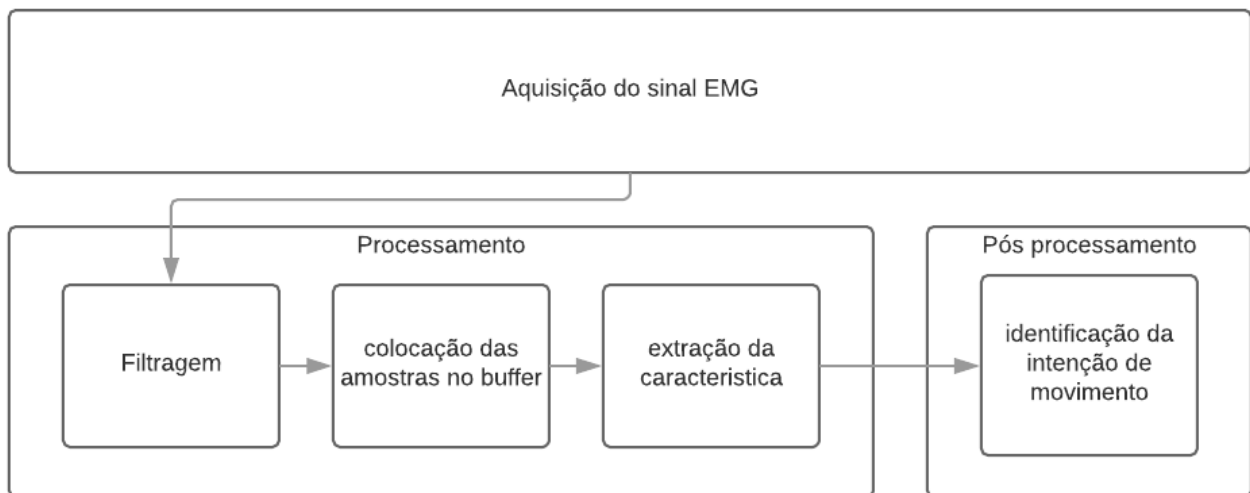 Aquisição do sinal EMG
Processamento
Pós processamento
Filtragem
colocação das
amostras no buffer
extração da
caracteristica
identificação da
intenção de
movimento